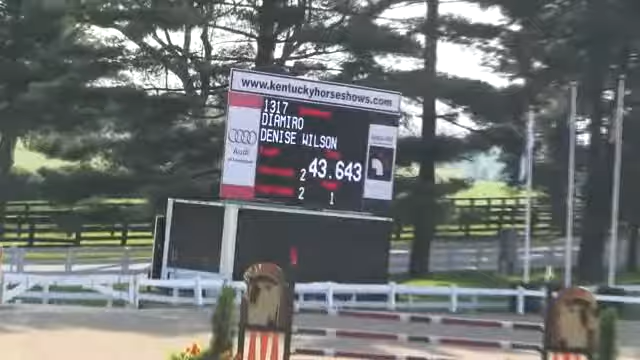 www.kentuckyhorseshows.com
1317
DIAMIRO
DENISE WILSON
Audi
2 43.643
2 1